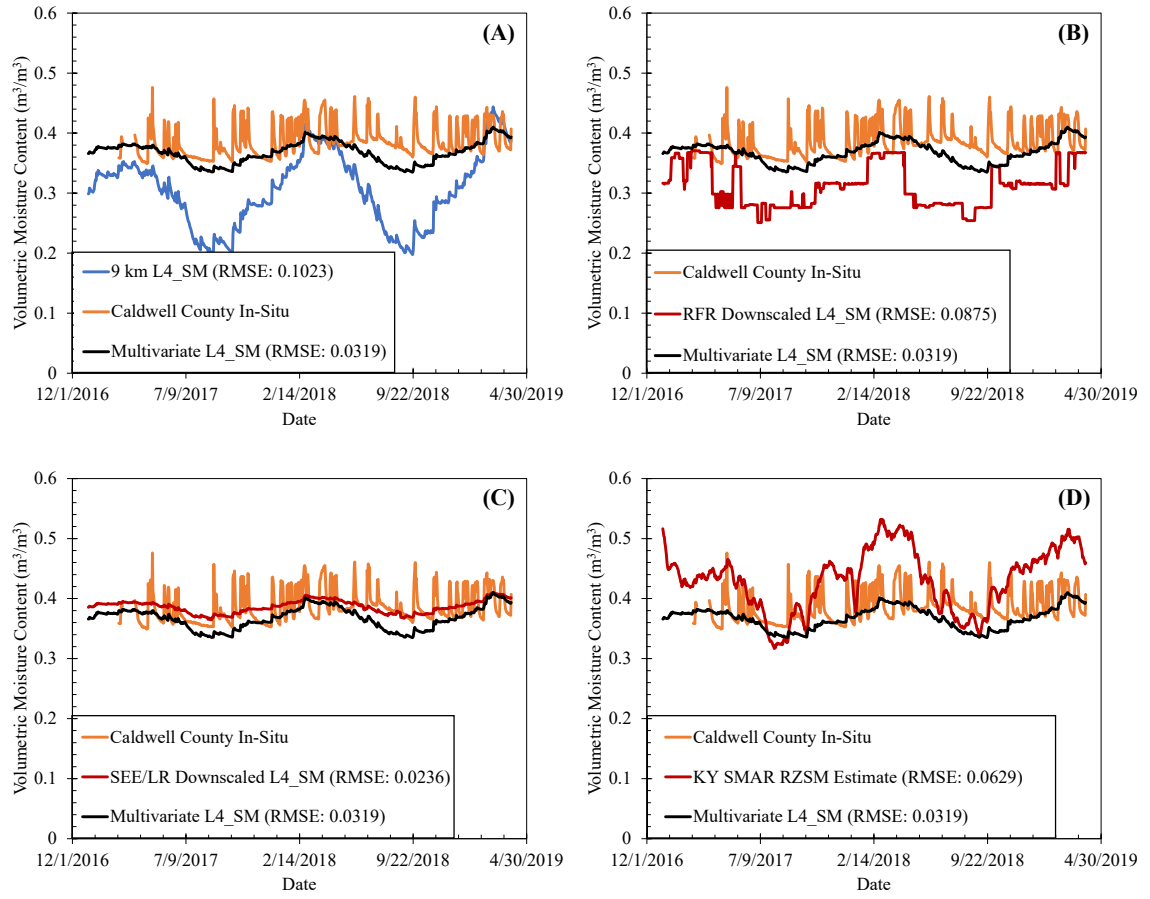 (A)
Volumetric Moisture Content (m³/m³)
0.6
0.5
0.4
0.3
0.2
0.1
0
9 km L4_SM (RMSE: 0.1023)
Caldwell County In-Situ
Multivariate L4_SM (RMSE: 0.0319)
12/1/2016 7/9/2017 2/14/2018 9/22/2018 4/30/2019
Date
(B)
Volumetric Moisture Content (m³/m³)
0.6
0.5
0.4
0.3
0.2
0.1
0
Caldwell County In-Situ
RFR Downscaled L4_SM (RMSE: 0.0875)
Multivariate L4_SM (RMSE: 0.0319)
12/1/2016 7/9/2017 2/14/2018 9/22/2018 4/30/2019
Date
(C)
Volumetric Moisture Content (m³/m³)
0.6
0.5
0.4
0.3
0.2
0.1
0
Caldwell County In-Situ
SEE/LR Downscaled L4_SM (RMSE: 0.0236)
Multivariate L4_SM (RMSE: 0.0319)
12/1/2016 7/9/2017 2/14/2018 9/22/2018 4/30/2019
Date
(D)
Volumetric Moisture Content (m³/m³)
0.6
0.5
0.4
0.3
0.2
0.1
0
Caldwell County In-Situ
KY SMAR RZSM Estimate (RMSE: 0.0629)
Multivariate L4_SM (RMSE: 0.0319)
12/1/2016 7/9/2017 2/14/2018 9/22/2018 4/30/2019
Date